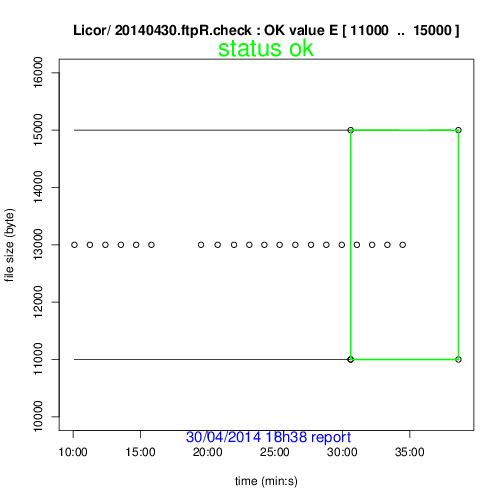 Licor/ 20140430.ftpR.check : OK value E [ 11000 .. 15000 ]
status ok
file size (byte)
16000
15000
14000
13000
12000
11000
10000
30/04/2014 18h38 report
10:00 15:00 20:00 25:00 30:00 35:00
time (min:s)